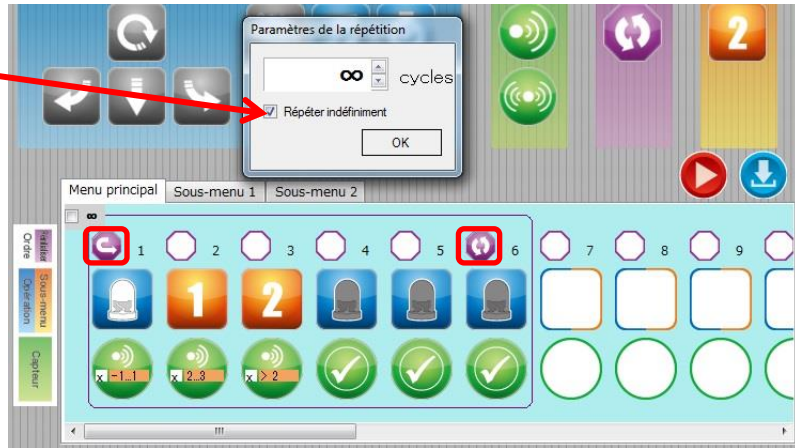 Paramètres de la répétition
∞ cycles
Répéter indéfiniment
OK
2
Menu principal Sous-menu 1 Sous-menu 2
∞
1 2 3 4 5 6 7 8 9
Ordre
Sous-menu
Opération
1 2
Capteur
x -1...1 x 2...3 x > 2